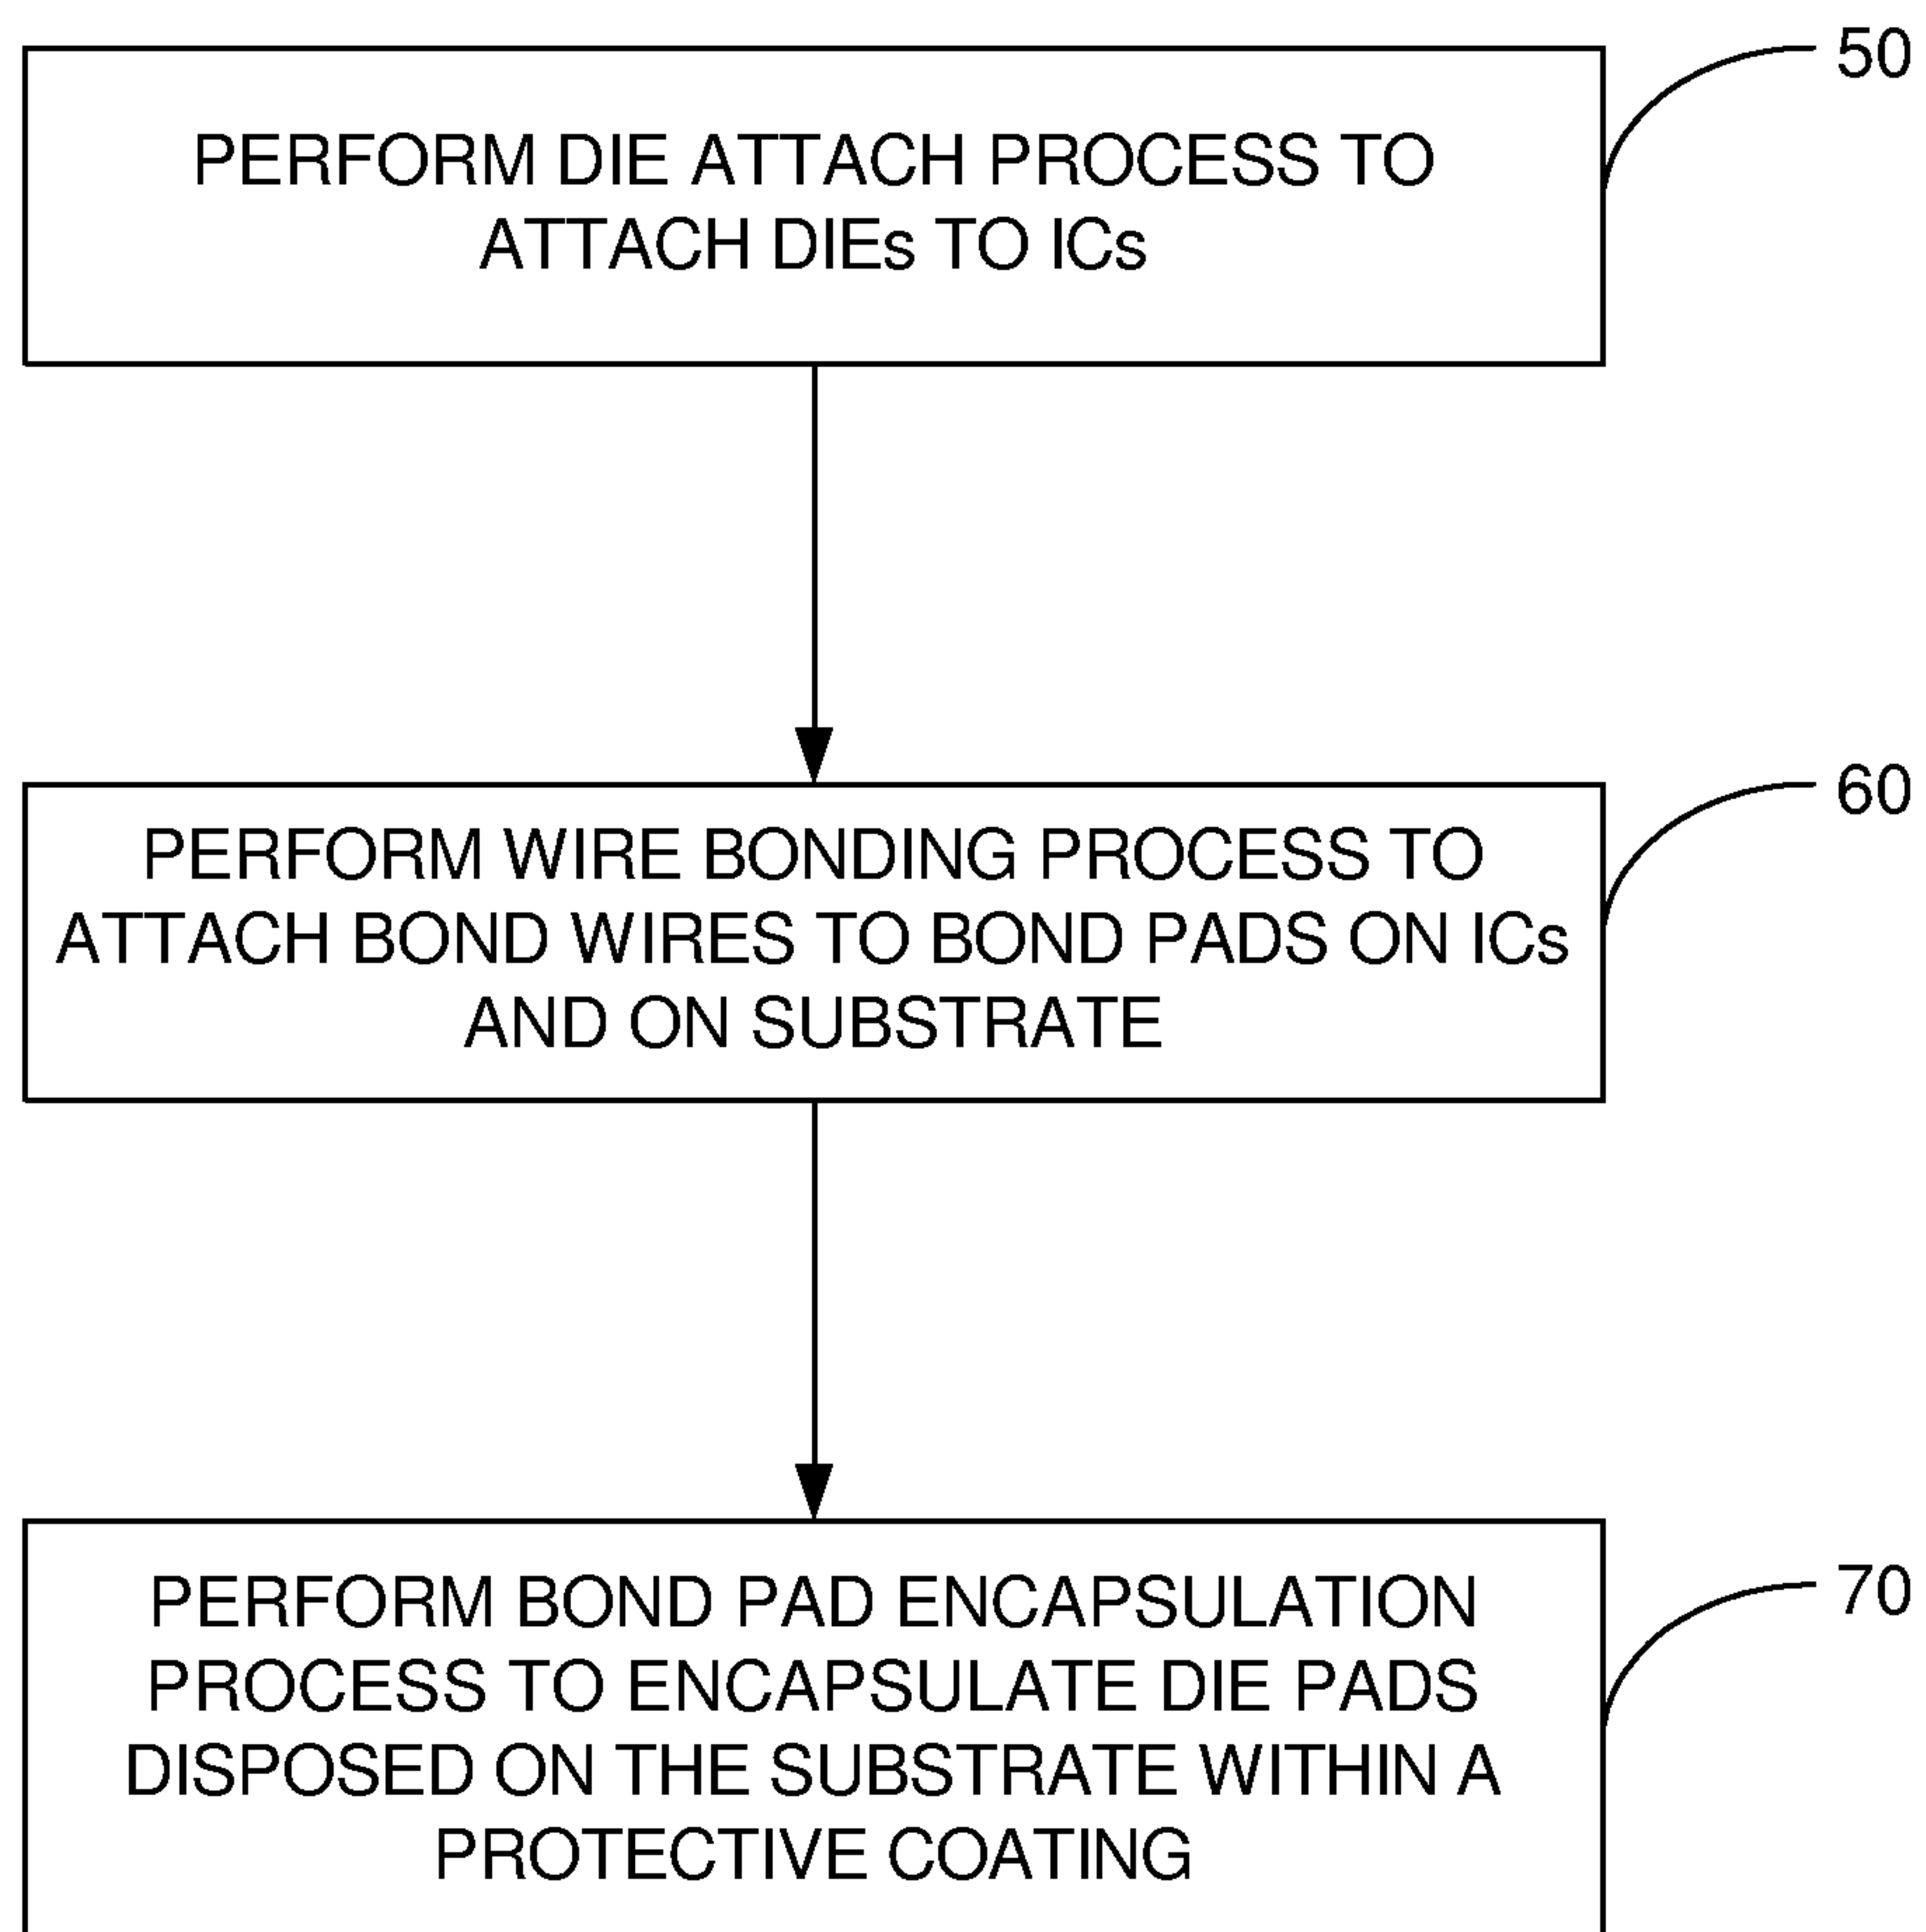 50
PERFORM DIE ATTACH PROCESS TO
ATTACH DIEs TO ICs
60
PERFORM WIRE BONDING PROCESS TO
ATTACH BOND WIRES TO BOND PADS ON ICs
AND ON SUBSTRATE
70
PERFORM BOND PAD ENCAPSULATION
PROCESS TO ENCAPSULATE DIE PADS
DISPOSED ON THE SUBSTRATE WITHIN A
PROTECTIVE COATING